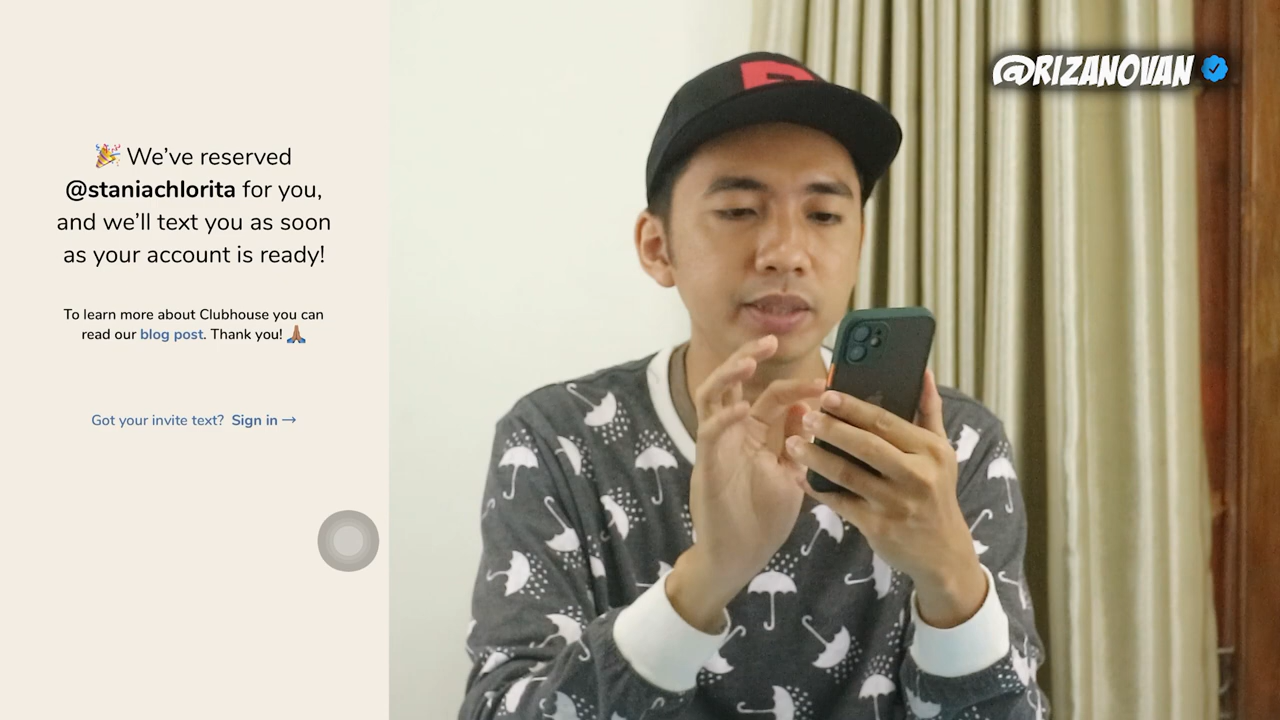 🎉 We’ve reserved
@staniachlorita for you,
and we’ll text you as soon
as your account is ready!
To learn more about Clubhouse you can
read our blog post. Thank you! 🙏🏽
Got your invite text? Sign in →
@RIZANOVAN